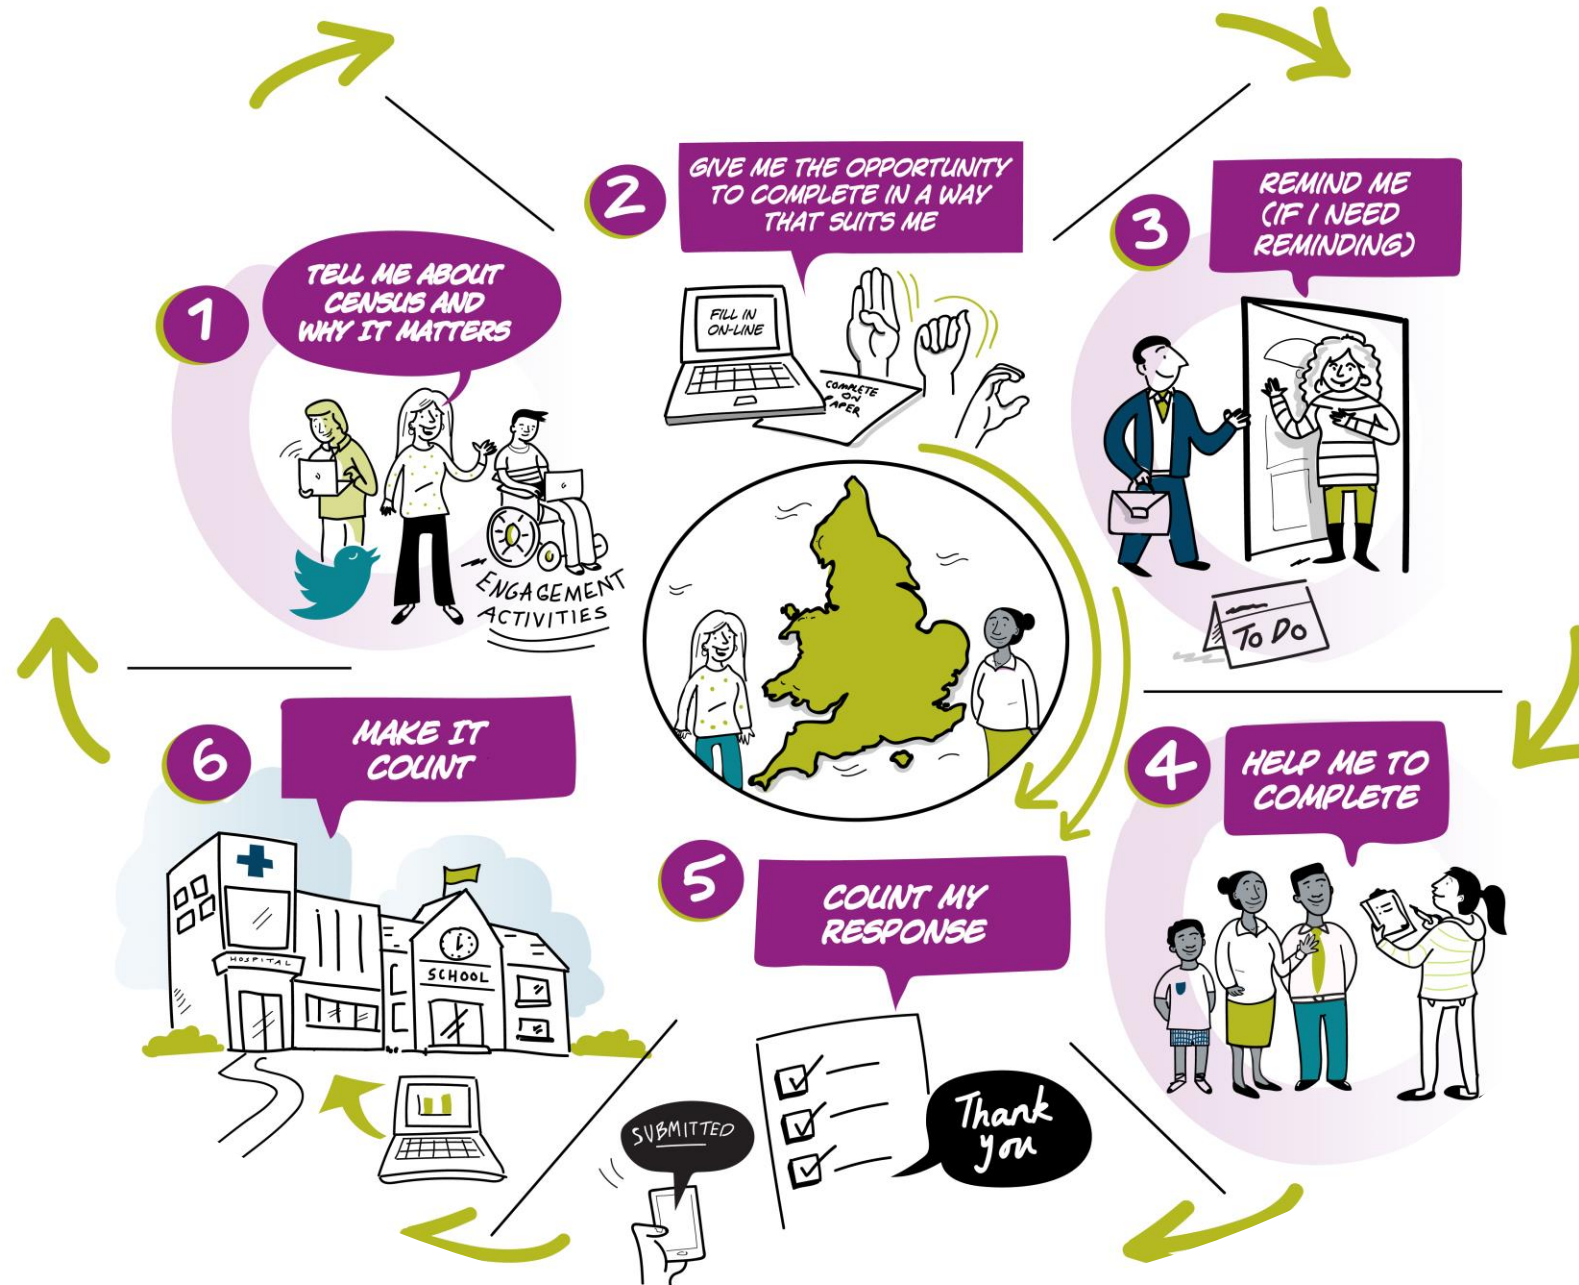 1
TELL ME ABOUT
CENSUS AND
WHY IT MATTERS
ENGAGEMENT
ACTIVITIES
2
GIVE ME THE OPPORTUNITY
TO COMPLETE IN A WAY
THAT SUITS ME
FILL IN
ON-LINE
COMPLETE
ON
PAPER
3
REMIND ME
(IF I NEED
REMINDING)
TO DO
4
HELP ME TO
COMPLETE
5
COUNT MY
RESPONSE
SUBMITTED
Thank
you
6
MAKE IT
COUNT
HOSPITAL
SCHOOL